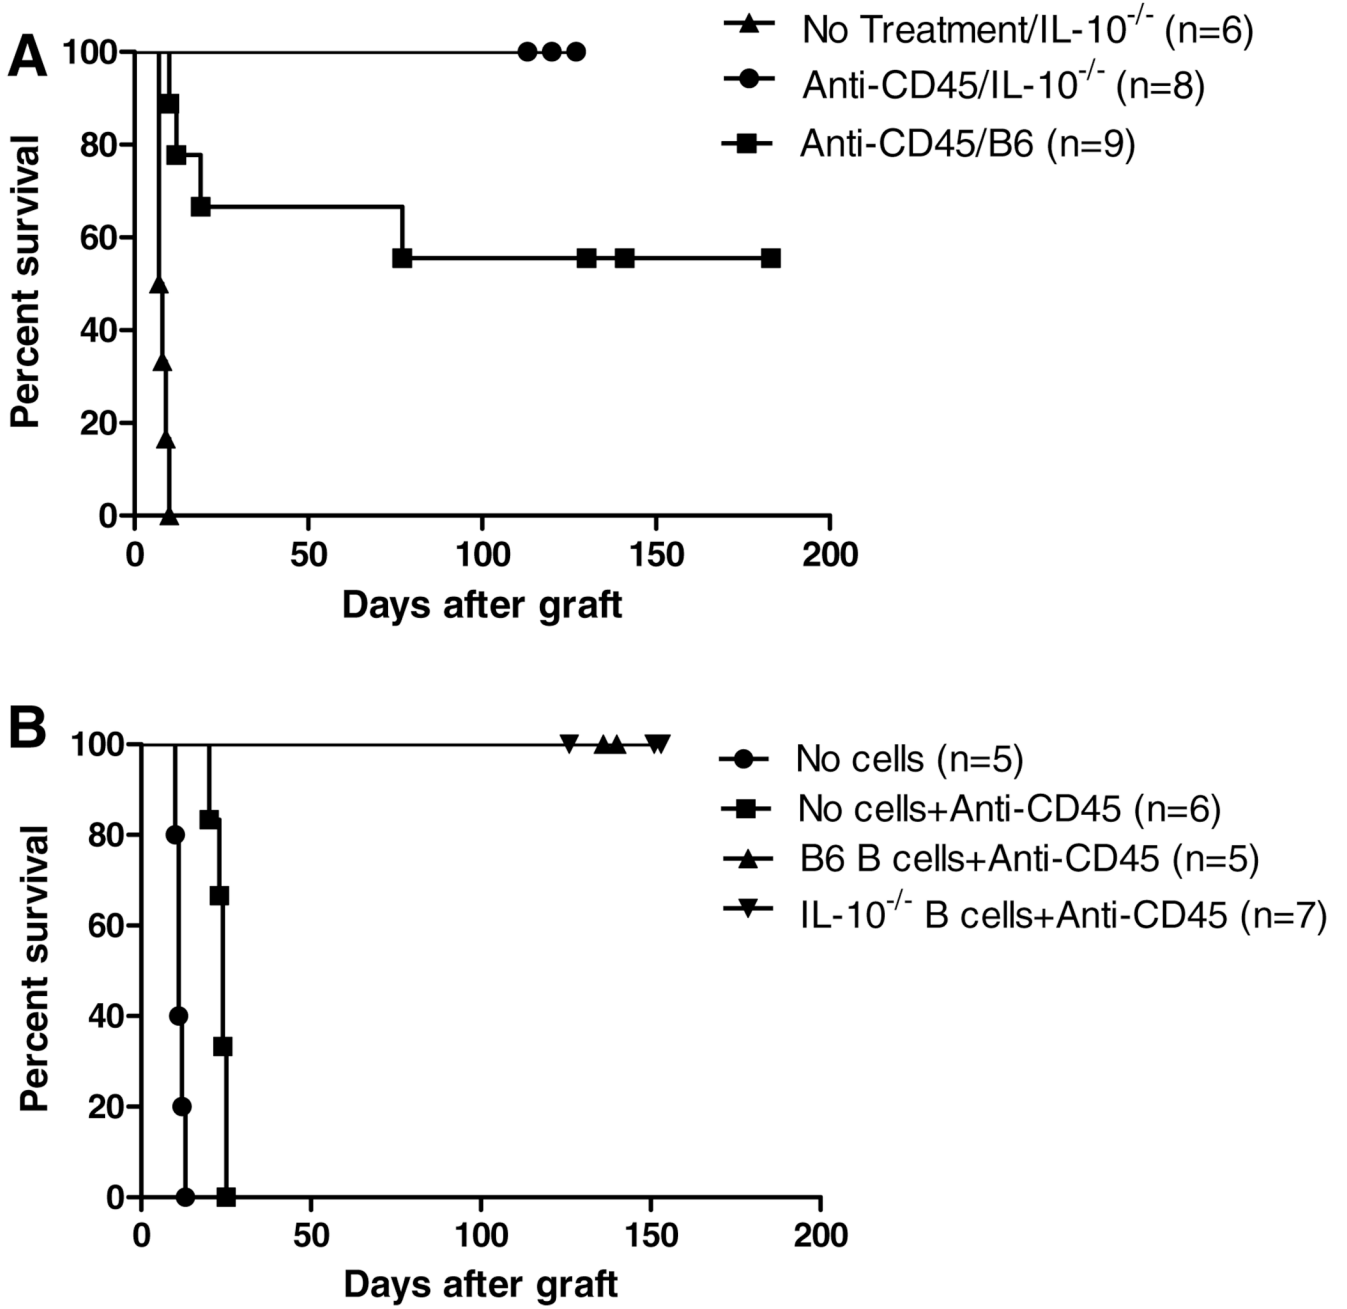 A
No Treatment/IL-10-/- (n=6)
Anti-CD45/IL-10-/- (n=8)
Anti-CD45/B6 (n=9)
100
80
60
40
20
0
Percent survival
0 50 100 150 200
Days after graft
B
No cells (n=5)
No cells+Anti-CD45 (n=6)
B6 B cells+Anti-CD45 (n=5)
IL-10-/- B cells+Anti-CD45 (n=7)
100
80
60
40
20
0
Percent survival
0 50 100 150 200
Days after graft